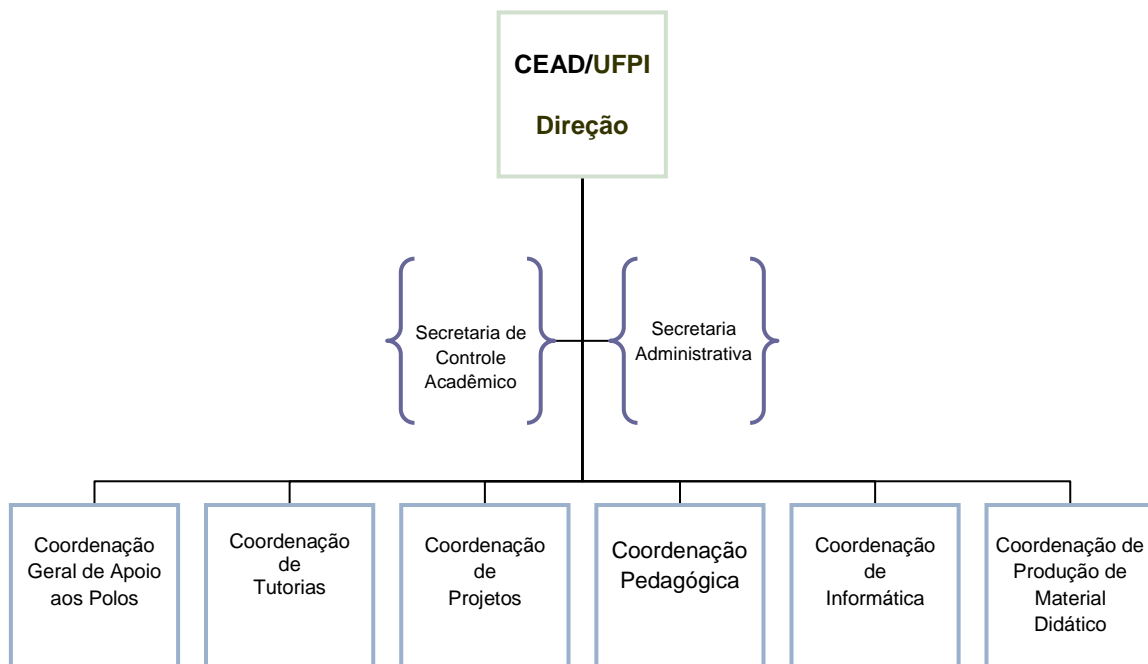 CEAD/UFPI
Direção
Secretaria de
Controle
Acadêmico
Secretaria
Administrativa
Coordenação
Geral de Apoio
aos Polos
Coordenação
de
Tutorias
Coordenação
de
Projetos
Coordenação
Pedagógica
Coordenação
de
Informática
Coordenação de
Produção de
Material
Didático